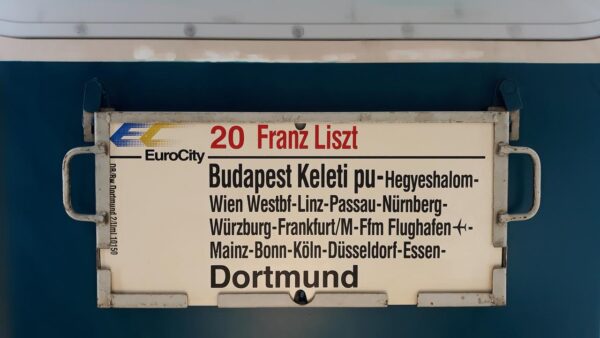 EC
EuroCity
20 Franz Liszt
Budapest Keleti pu-Hegyeshalom-
Wien Westbf-Linz-Passau-Nürnberg-
Würzburg-Frankfurt/M-Ffm Flughafen✈-
Mainz-Bonn-Köln-Düsseldorf-Essen-
Dortmund